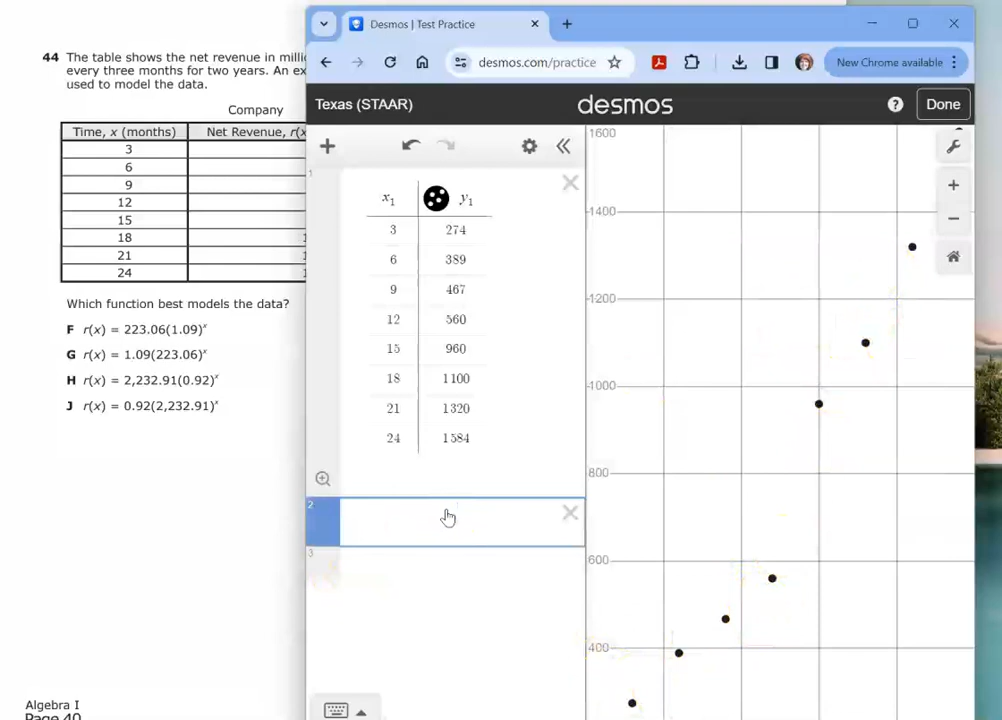 Desmos | Test Practice
desmos.com/practice
New Chrome available
Texas (STAAR)
desmos
Done
44 The table shows the net revenue in
every three months for two years. An
used to model the data.
Company
Time, x (months) Net Revenue,
3
6
9
12
15
18
21
24
Which function best models the data?
F r(x) = 223.06(1.09)ˣ
G r(x) = 1.09(223.06)ˣ
H r(x) = 2,232.91(0.92)ˣ
J r(x) = 0.92(2,232.91)ˣ
Algebra I
Page 40
1
x₁ y₁
3 274
6 389
9 467
12 560
15 960
18 1100
21 1320
24 1584
2
3
1600
1400
1200
1000
800
600
400